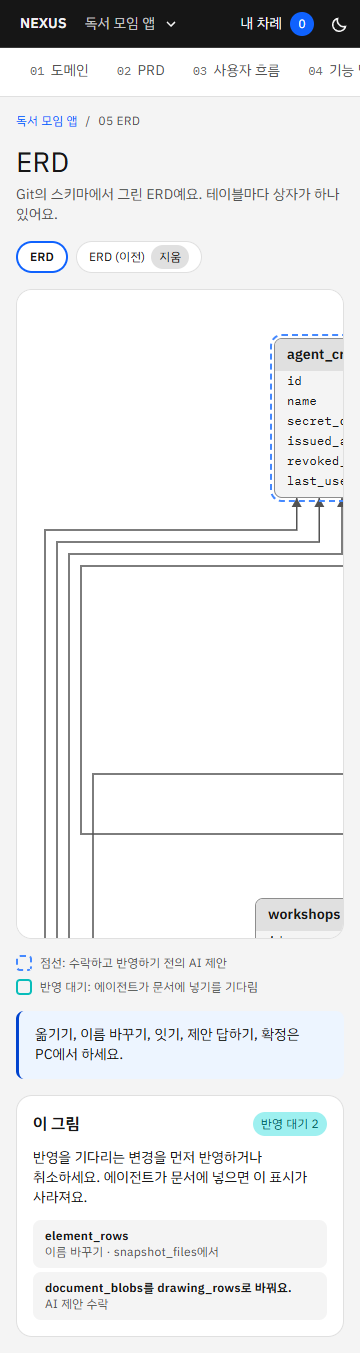 NEXUS 독서 모임 앱 내 차례 0
01 도메인 02 PRD 03 사용자 흐름 04 기능
독서 모임 앱 / 05 ERD
ERD
Git의 스키마에서 그린 ERD예요. 테이블마다 상자가 하나
있어요.
ERD ERD (이전) 지움
agent_cr
id
name
secret_
issued_a
revoked_
last_use
workshops
점선: 수락하고 반영하기 전의 AI 제안
반영 대기: 에이전트가 문서에 넣기를 기다림
옮기기, 이름 바꾸기, 잇기, 제안 답하기, 확정은
PC에서 하세요.
이 그림 반영 대기 2
반영을 기다리는 변경을 먼저 반영하거나
취소하세요. 에이전트가 문서에 넣으면 이 표시가
사라져요.
element_rows
이름 바꾸기 · snapshot_files에서
document_blobs를 drawing_rows로 바꿔요.
AI 제안 수락